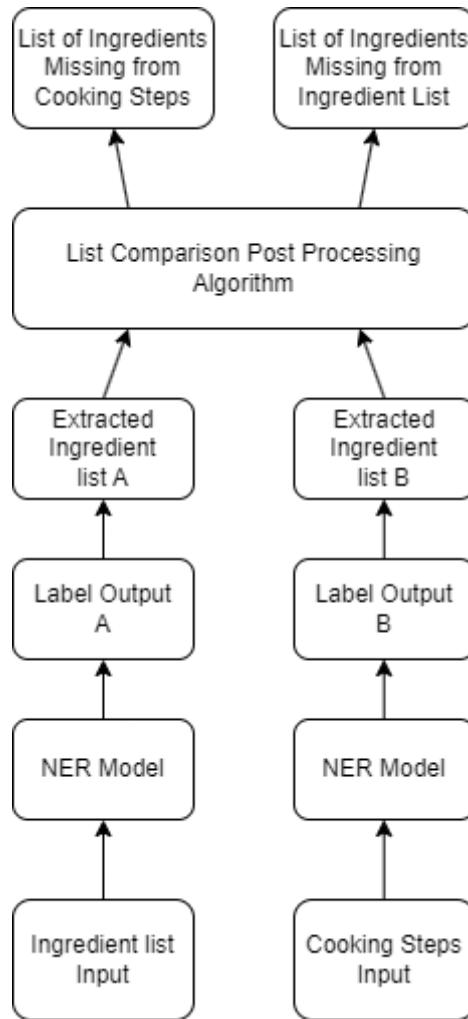 List of Ingredients
Missing from
Cooking Steps
List of Ingredients
Missing from
Ingredient List
List Comparison Post Processing
Algorithm
Extracted
Ingredient
list A
Extracted
Ingredient
list B
Label Output
A
Label Output
B
NER Model
NER Model
Ingredient list
Input
Cooking Steps
Input